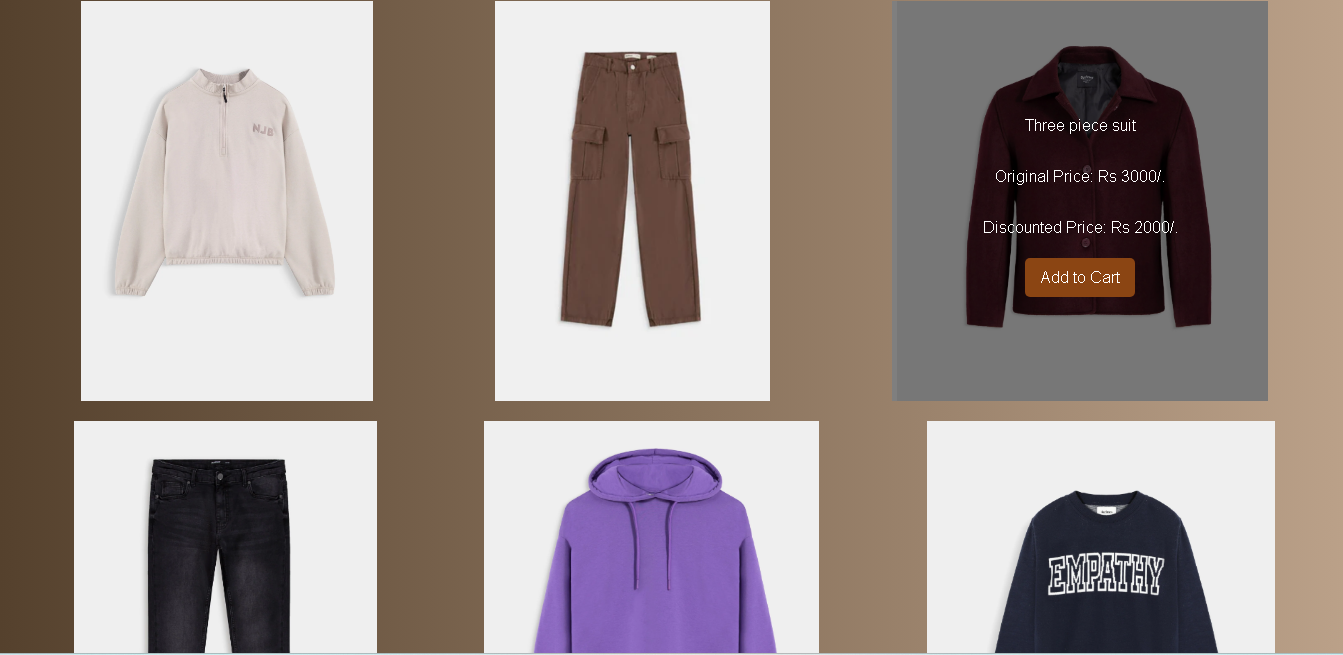 NJB
Three piece suit
Original Price: Rs 3000/.
Discounted Price: Rs 2000/.
Add to Cart
EMPATHY